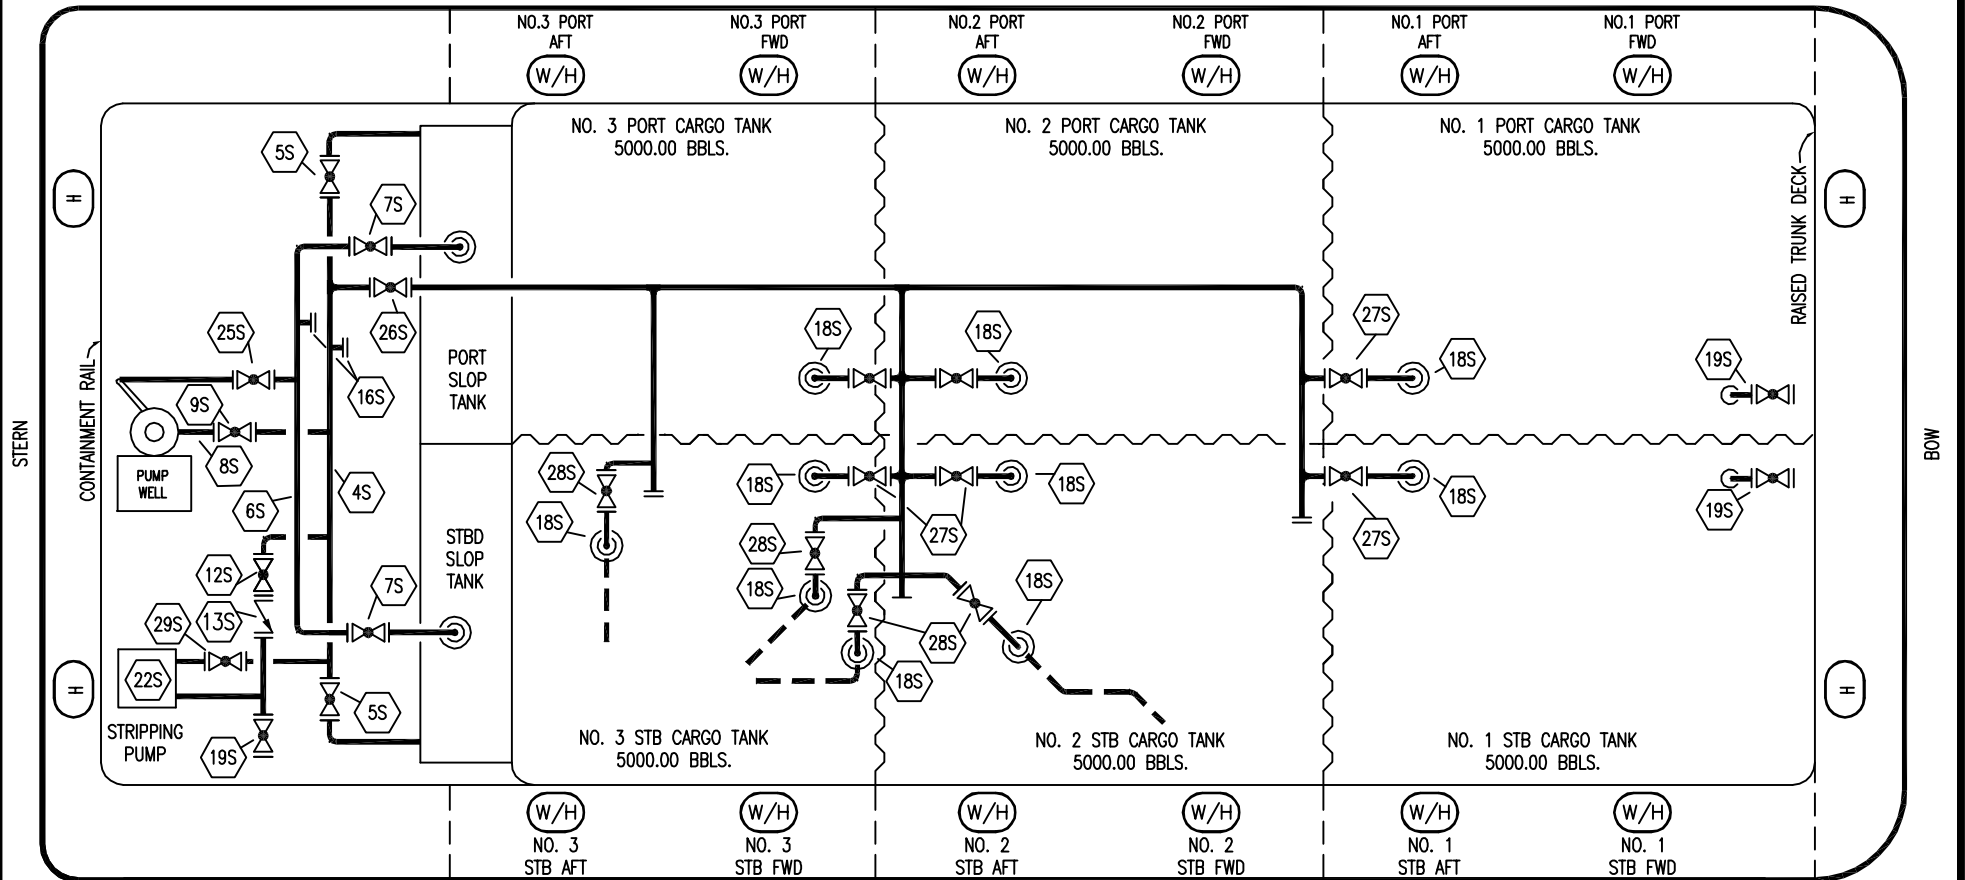 NO.3 PORT
AFT
NO.3 PORT
FWD
NO.2 PORT
AFT
NO.2 PORT
FWD
NO.1 PORT
AFT
NO.1 PORT
FWD
W/H
W/H
W/H
W/H
W/H
W/H
NO. 3 PORT CARGO TANK
5000.00 BBLS.
NO. 2 PORT CARGO TANK
5000.00 BBLS.
NO. 1 PORT CARGO TANK
5000.00 BBLS.
RAISED TRUNK DECK
5S
7S
H
H
25S
26S
18S
18S
27S
18S
19S
PORT
SLOP
TANK
16S
9S
CONTAINMENT RAIL
STERN
BOW
8S
PUMP
WELL
4S
6S
28S
18S
18S
18S
18S
19S
27S
27S
STBD
SLOP
TANK
28S
12S
7S
18S
18S
13S
29S
28S
18S
22S
H
H
5S
STRIPPING
PUMP
19S
NO. 3 STB CARGO TANK
5000.00 BBLS.
NO. 2 STB CARGO TANK
5000.00 BBLS.
NO. 1 STB CARGO TANK
5000.00 BBLS.
W/H
W/H
W/H
W/H
W/H
W/H
NO. 3
STB AFT
NO. 3
STB FWD
NO. 2
STB AFT
NO. 2
STB FWD
NO. 1
STB AFT
NO. 1
STB FWD